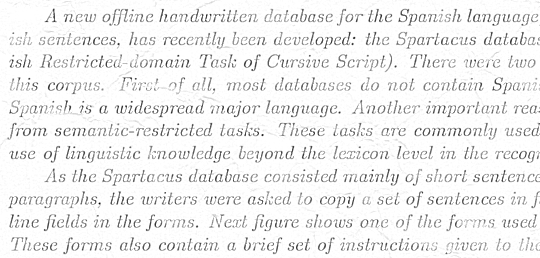 A new offline handwritten database for the Spanish language
ish sentences, has recently been developed: the Spartacus databas
ish Restricted-domain Task of Cursive Script). There were two
this corpus. First of all, most databases do not contain Spani
Spanish is a widespread major language. Another important rea
from semantic-restricted tasks. These tasks are commonly used
use of linguistic knowledge beyond the lexicon level in the recog
As the Spartacus database consisted mainly of short sentence
paragraphs, the writers were asked to copy a set of sentences in f
line fields in the forms. Next figure shows one of the forms used
These forms also contain a brief set of instructions given to the